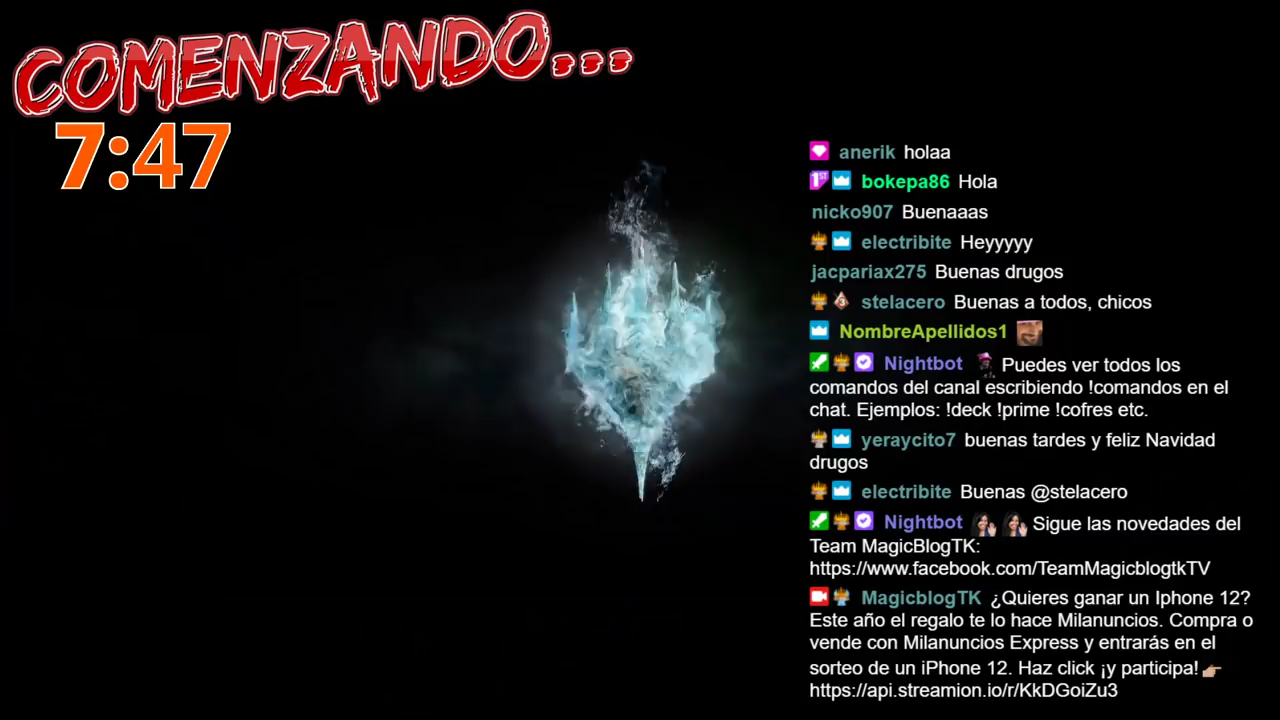 COMENZANDO...
7:47
anerik holaa
bokepa86 Hola
nicko907 Buenaaas
electribite Heyyyyy
jacpariax275 Buenas drugos
stelacero Buenas a todos, chicos
NombreApellidos1
Nightbot Puedes ver todos los
comandos del canal escribiendo !comandos en el
chat. Ejemplos: !deck !prime !cofres etc.
yeraycito7 buenas tardes y feliz Navidad
drugos
electribite Buenas @stelacero
Nightbot Sigue las novedades del
Team MagicBlogTK:
https://www.facebook.com/TeamMagicblogtkTV
MagicblogTK ¿Quieres ganar un Iphone 12?
Este año el regalo te lo hace Milanuncios. Compra o
vende con Milanuncios Express y entrarás en el
sorteo de un iPhone 12. Haz click ¡y participa!
https://api.streamion.io/r/KkDGoiZu3